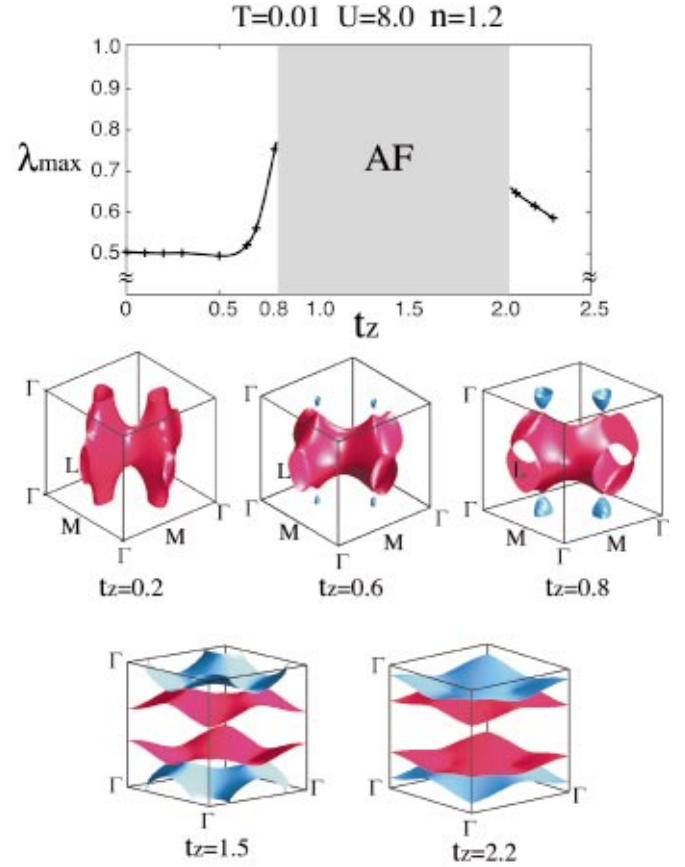 T=0.01 U=8.0 n=1.2
1.0
0.9
0.8
λmax
0.7
0.6
0.5
AF
0 0.5 0.8 1.0 1.5 2.0 2.5
tz
Γ Γ Γ
L L L
Γ Γ Γ Γ Γ Γ
M M M M M M
Γ Γ Γ
tz=0.2 tz=0.6 tz=0.8
Γ Γ
Γ Γ Γ Γ
Γ Γ
tz=1.5 tz=2.2